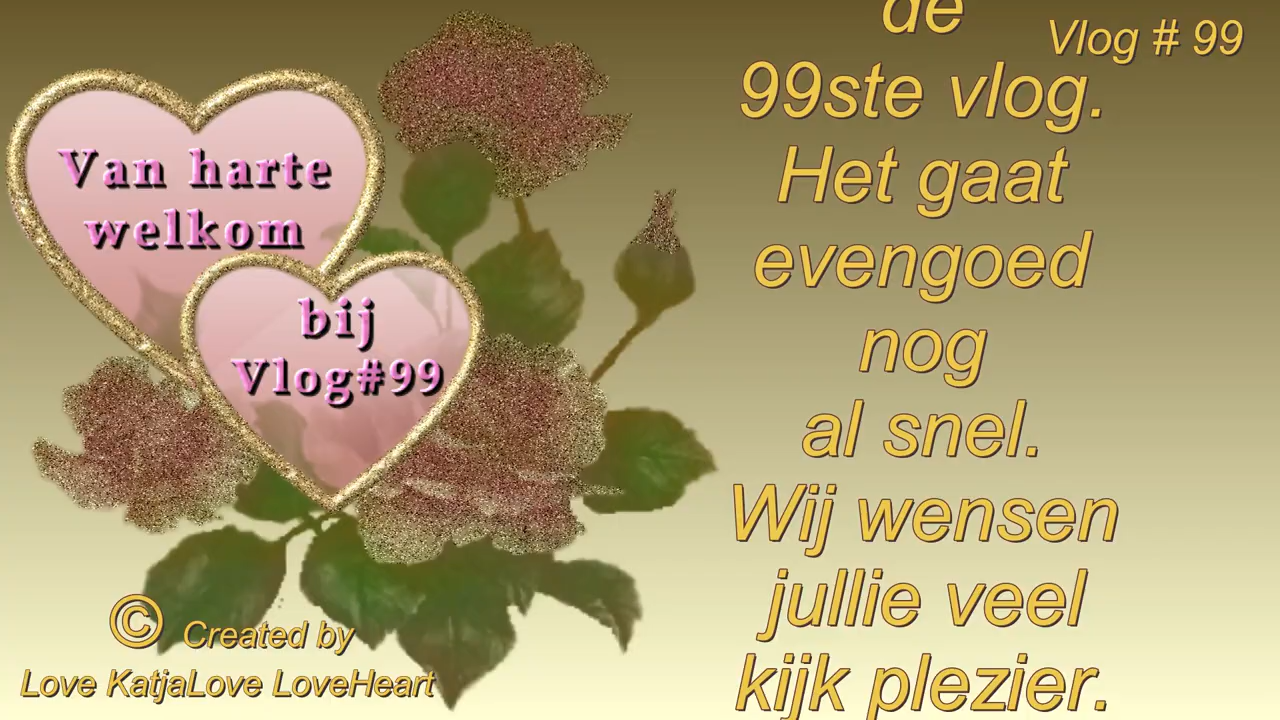 Van harte
welkom
bij
Vlog#99
© Created by
Love KatjaLove LoveHeart
Vlog # 99
de
99ste vlog.
Het gaat
evengoed
nog
al snel.
Wij wensen
jullie veel
kijk plezier.